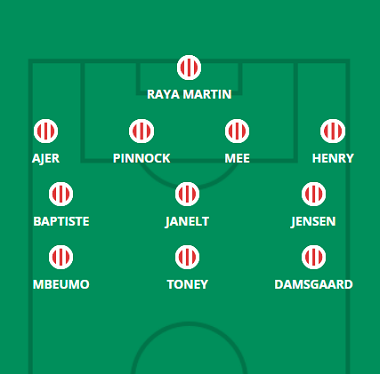 RAYA MARTIN
AJER PINNOCK MEE HENRY
BAPTISTE JANELT JENSEN
MBEUMO TONEY DAMSGAARD